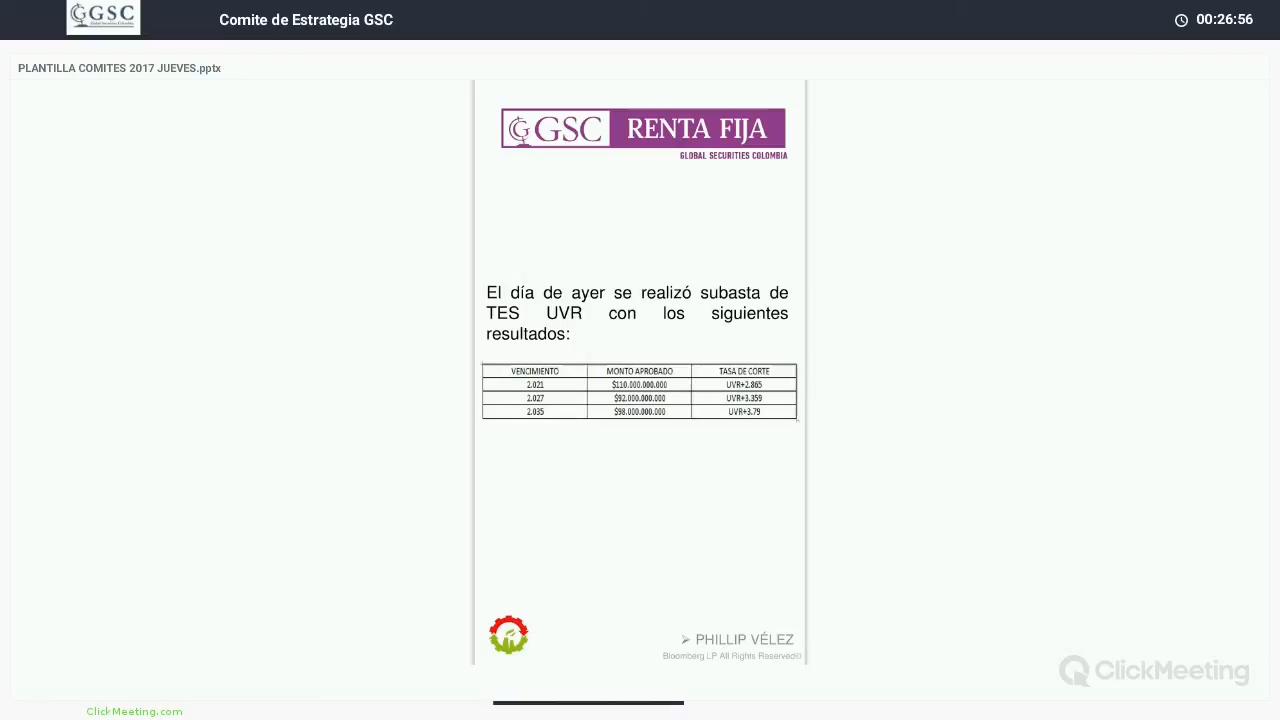 GSC
Global Securities Colombia
Comite de Estrategia GSC
00:26:56
PLANTILLA COMITES 2017 JUEVES.pptx
GSC RENTA FIJA
GLOBAL SECURITIES COLOMBIA
El día de ayer se realizó subasta de
TES UVR con los siguientes
resultados:
VENCIMIENTO MONTO APROBADO TASA DE CORTE
2.021 $110.000.000.000 UVR+2.865
2.027 $92.000.000.000 UVR+3.359
2.035 $98.000.000.000 UVR+3.79
➢ PHILLIP VÉLEZ
Bloomberg LP All Rights Reserved©
ClickMeeting
ClickMeeting.com